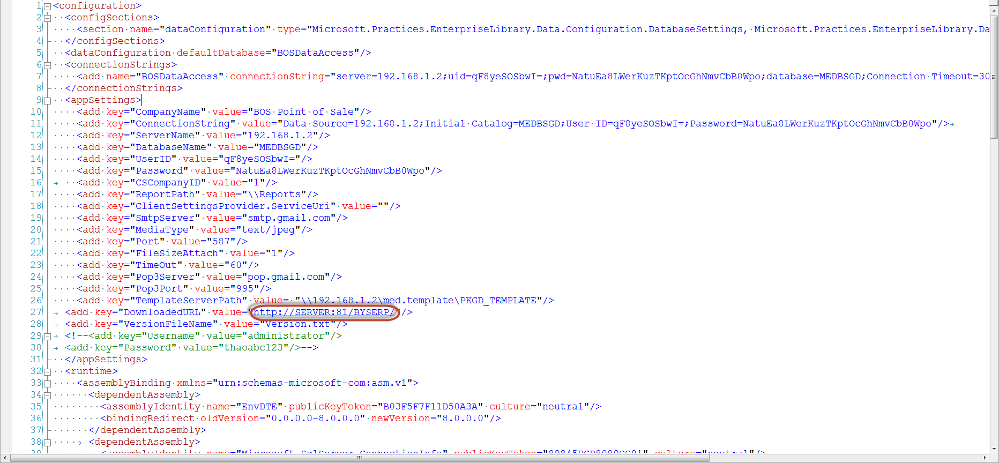 1 <configuration>
2 <configSections>
3 <section name="dataConfiguration" type="Microsoft.Practices.EnterpriseLibrary.Data.Configuration.DatabaseSettings, Microsoft.Practices.EnterpriseLibrary.Da
4 </configSections>
5 <dataConfiguration defaultDatabase="BOSDataAccess"/>
6 <connectionStrings>
7 <add name="BOSDataAccess" connectionString="server=192.168.1.2;uid=qF8yeSOSbwI=;pwd=NatuEa8LWerKuzTKptOcGhNmvCbB0Wpo;database=MEDBSGD;Connection Timeout=30
8 </connectionStrings>
9 <appSettings>
10 <add key="CompanyName" value="BOS Point of Sale"/>
11 <add key="ConnectionString" value="Data Source=192.168.1.2;Initial Catalog=MEDBSGD;User ID=qF8yeSOSbwI=;Password=NatuEa8LWerKuzTKptOcGhNmvCbB0Wpo"/>
12 <add key="ServerName" value="192.168.1.2"/>
13 <add key="DatabaseName" value="MEDBSGD"/>
14 <add key="UserID" value="qF8yeSOSbwI="/>
15 <add key="Password" value="NatuEa8LWerKuzTKptOcGhNmvCbB0Wpo"/>
16 <add key="CSCompanyID" value="1"/>
17 <add key="ReportPath" value="\\Reports"/>
18 <add key="ClientSettingsProvider.ServiceUri" value=""/>
19 <add key="SmtpServer" value="smtp.gmail.com"/>
20 <add key="MediaType" value="text/jpeg"/>
21 <add key="Port" value="587"/>
22 <add key="FileSizeAttach" value="1"/>
23 <add key="TimeOut" value="60"/>
24 <add key="Pop3Server" value="pop.gmail.com"/>
25 <add key="Pop3Port" value="995"/>
26 <add key="TemplateServerPath" value= "\\192.168.1.2\med.template\PKGD_TEMPLATE"/>
27 <add key="DownloadedURL" value="http://SERVER:81/BYSERP/"/>
28 <add key="VersionFileName" value="Version.txt"/>
29 <!--<add key="Username" value="administrator"/>
30 <add key="Password" value="thaoabc123"/>-->
31 </appSettings>
32 <runtime>
33 <assemblyBinding xmlns="urn:schemas-microsoft-com:asm.v1">
34 <dependentAssembly>
35 <assemblyIdentity name="EnvDTE" publicKeyToken="B03F5F7F11D50A3A" culture="neutral"/>
36 <bindingRedirect oldVersion="0.0.0.0-8.0.0.0" newVersion="8.0.0.0"/>
37 </dependentAssembly>
38 <dependentAssembly>
39 <assemblyIdentity name="Microsoft.SqlServer.ConnectionInfo" publicKeyToken="89845DCD8080CC91" culture="neutral"/>